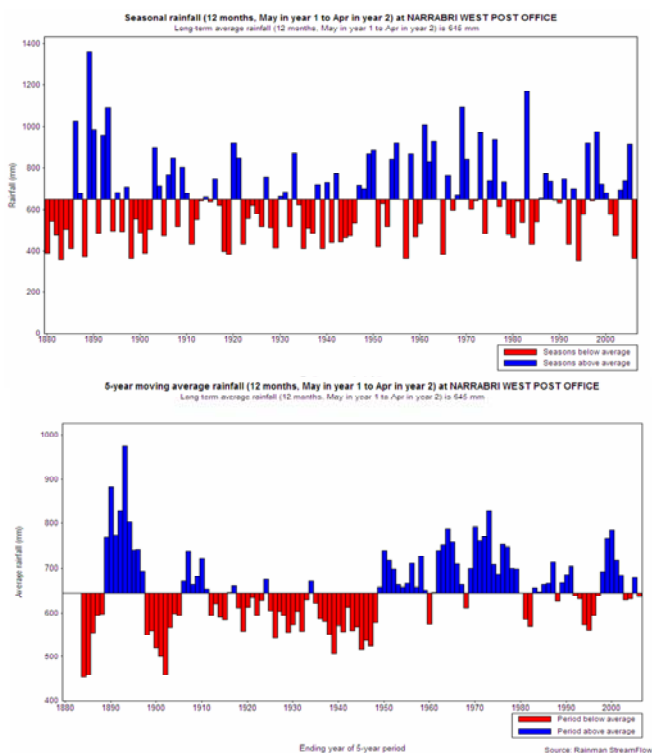 Seasonal rainfall (12 months, May in year 1 to Apr in year 2) at NARRABRI WEST POST OFFICE
Long-term average rainfall (12 months, May in year 1 to Apr in year 2) is 645 mm
Rainfall (mm)
1400
1200
1000
800
600
400
200
0
1880 1890 1900 1910 1920 1930 1940 1950 1960 1970 1980 1990 2000
Seasons below average
Seasons above average
5-year moving average rainfall (12 months, May in year 1 to Apr in year 2) at NARRABRI WEST POST OFFICE
Long term average rainfall (12 months, May in year 1 to Apr in year 2) is 645 mm
Average rainfall (mm)
1000
900
800
700
600
500
400
1880 1890 1900 1910 1920 1930 1940 1950 1960 1970 1980 1990 2000
Period below average
Period above average
Ending year of 5-year period
Source: Rainman StreamFlow